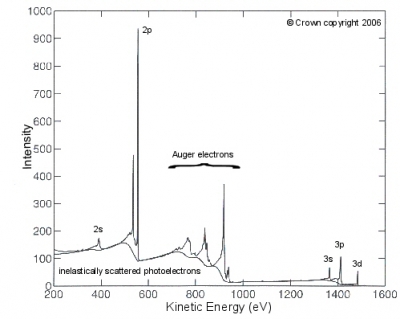 © Crown copyright 2006
1000
900
800
700
600
500
400
300
200
100
0
Intensity
2p
Auger electrons
2s
3p
3s
3d
inelastically scattered photoelectrons
200 400 600 800 1000 1200 1400 1600
Kinetic Energy (eV)